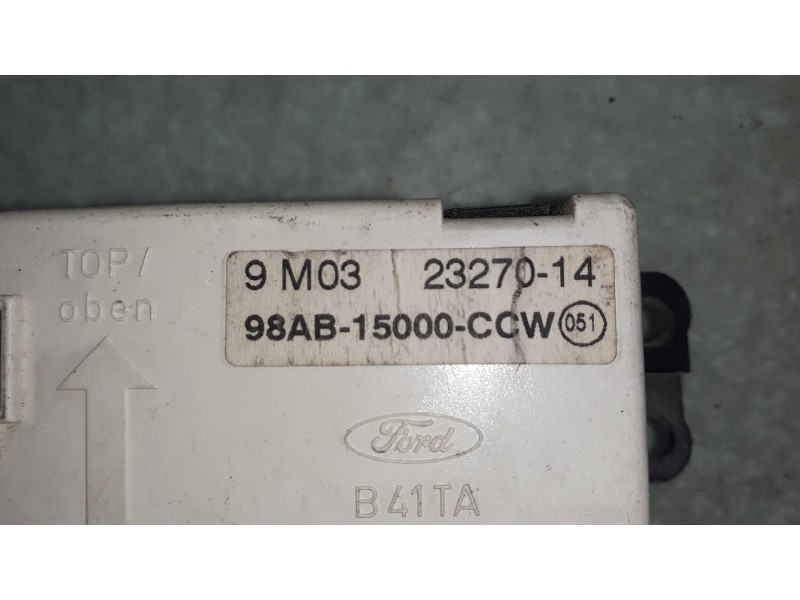 TOP/
oben
9 M03 23270-14
98AB-15000-CCW 051
Ford
B41TA